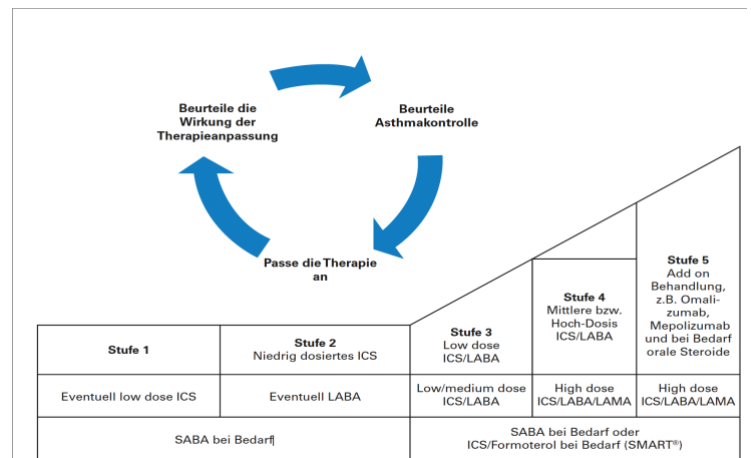 Beurteile die
Wirkung der
Therapieanpassung
Beurteile
Asthmakontrolle
Passe die Therapie
an
Stufe 1
Stufe 2
Niedrig dosiertes ICS
Stufe 3
Low dose
ICS/LABA
Stufe 4
Mittlere bzw.
Hoch-Dosis
ICS/LABA
Stufe 5
Add on
Behandlung,
z.B. Omali-
zumab,
Mepolizumab
und bei Bedarf
orale Steroide
Eventuell low dose ICS
Eventuell LABA
Low/medium dose
ICS/LABA
High dose
ICS/LABA/LAMA
High dose
ICS/LABA/LAMA
SABA bei Bedarf
SABA bei Bedarf oder
ICS/Formoterol bei Bedarf (SMART®)